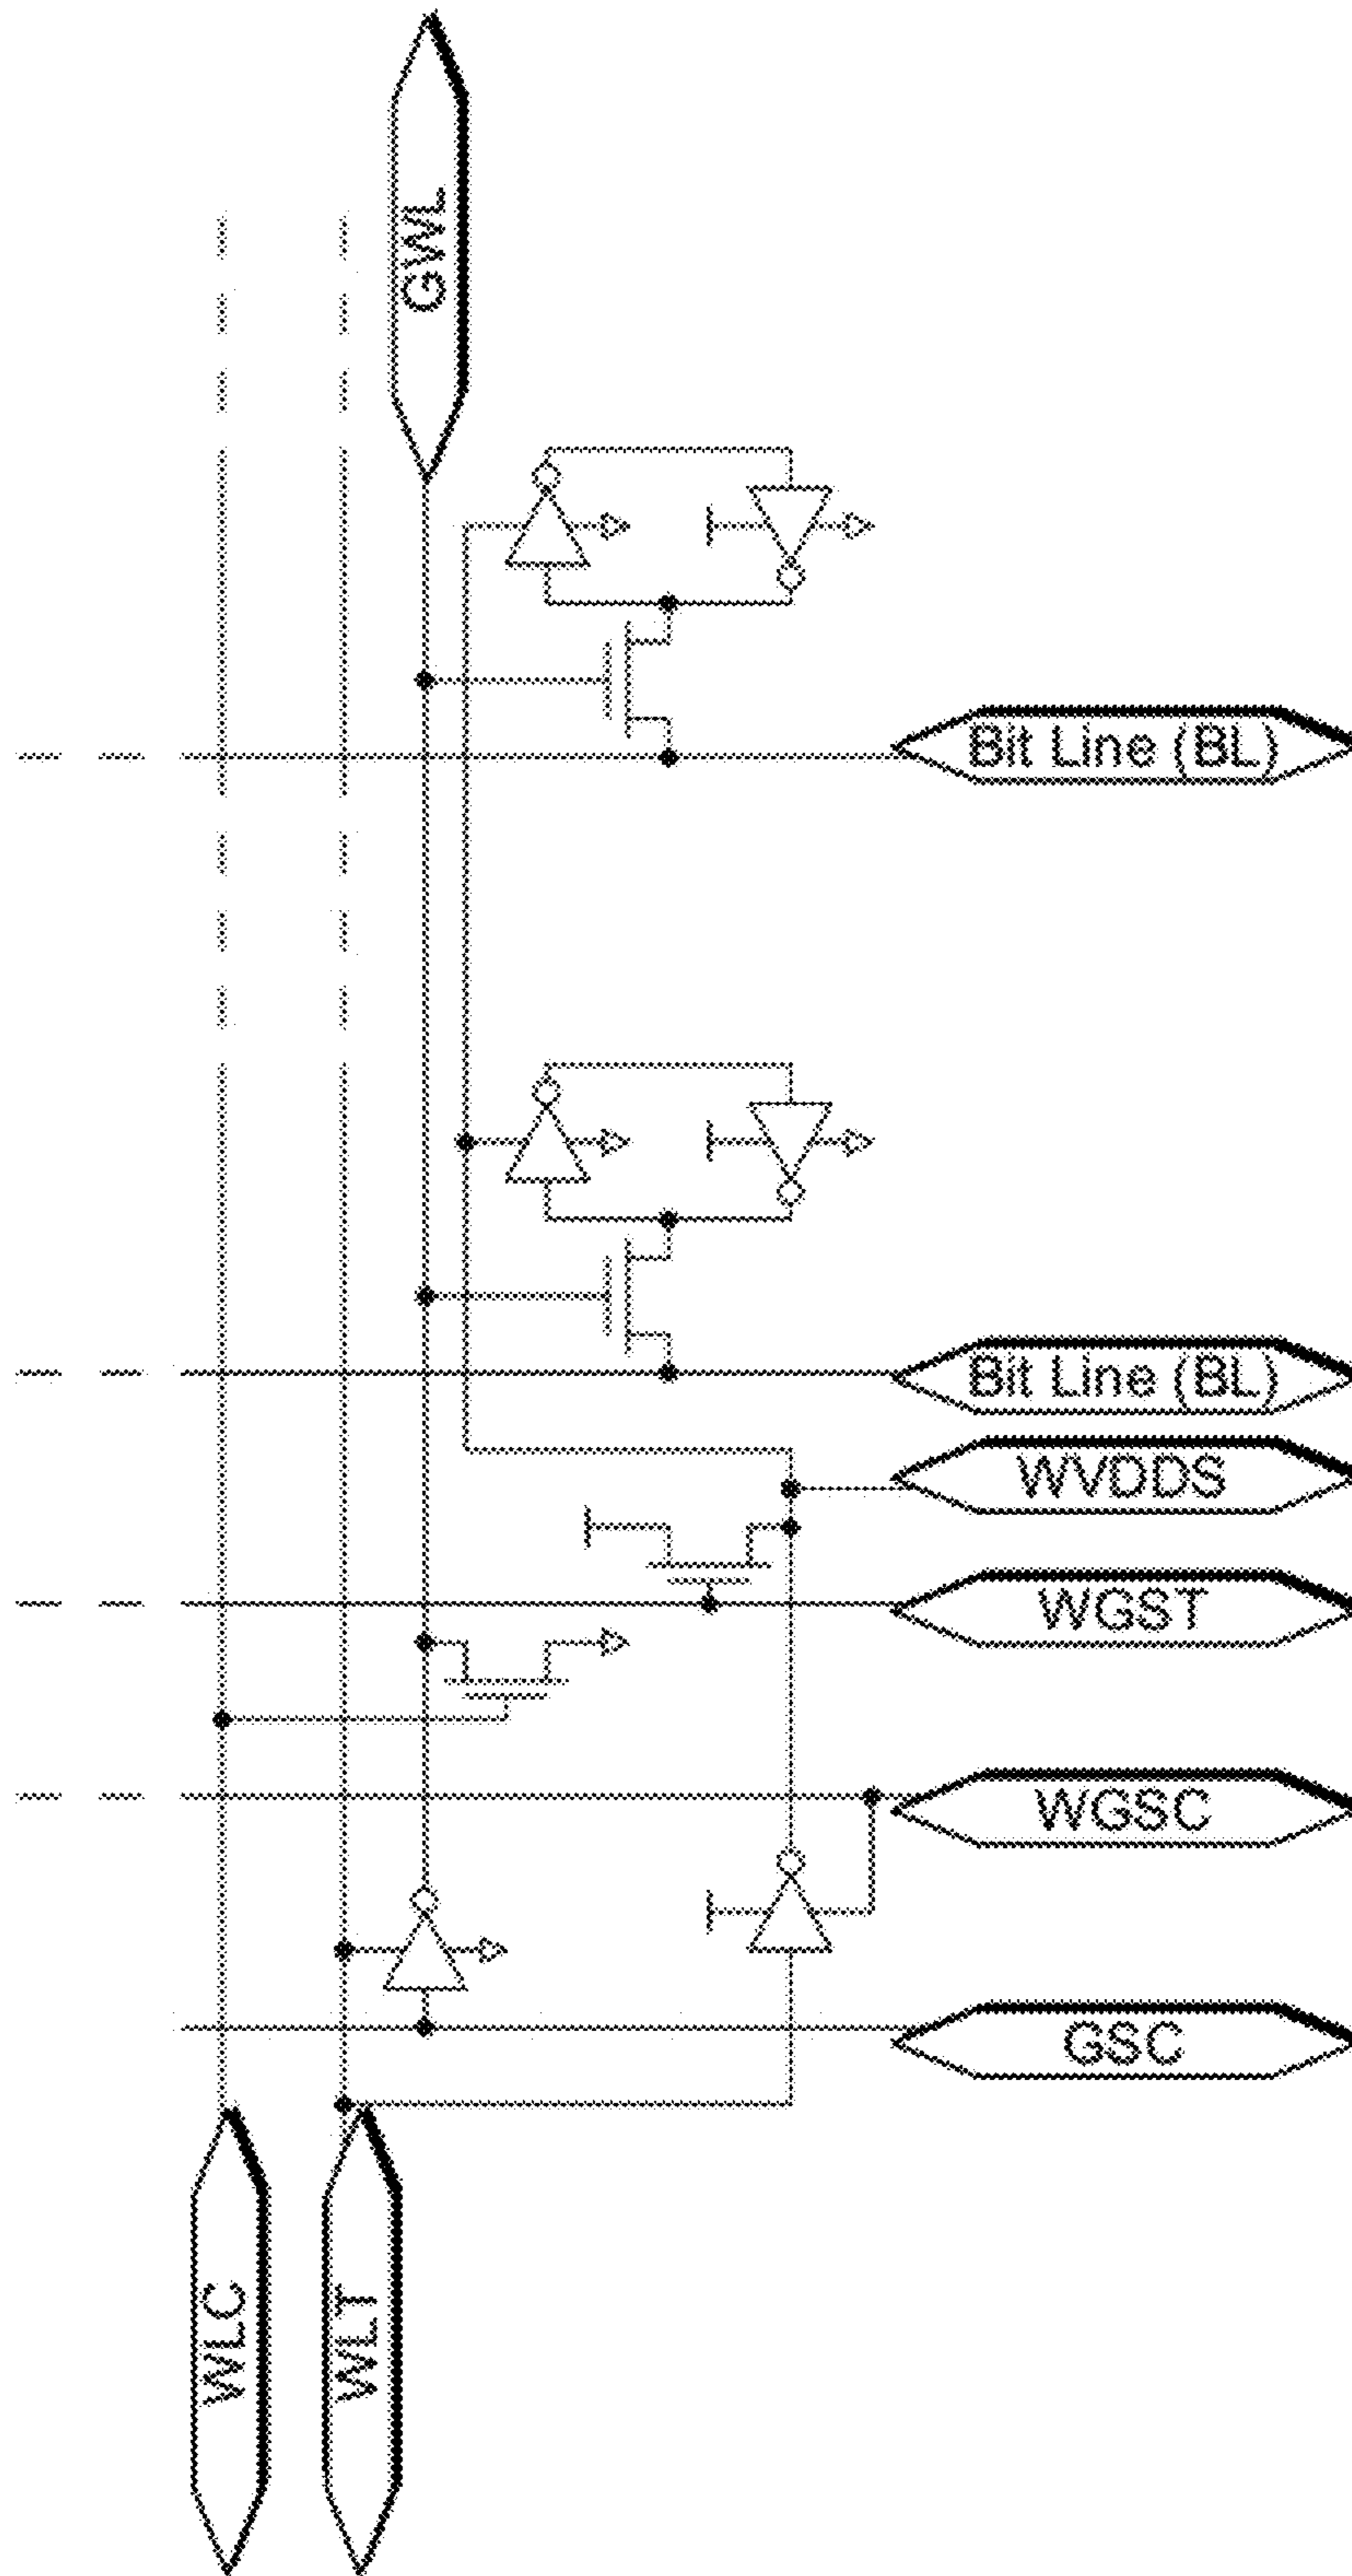 GWL
Bit Line (BL)
Bit Line (BL)
WVDDS
WGST
WGSC
GSC
WLC
WLT